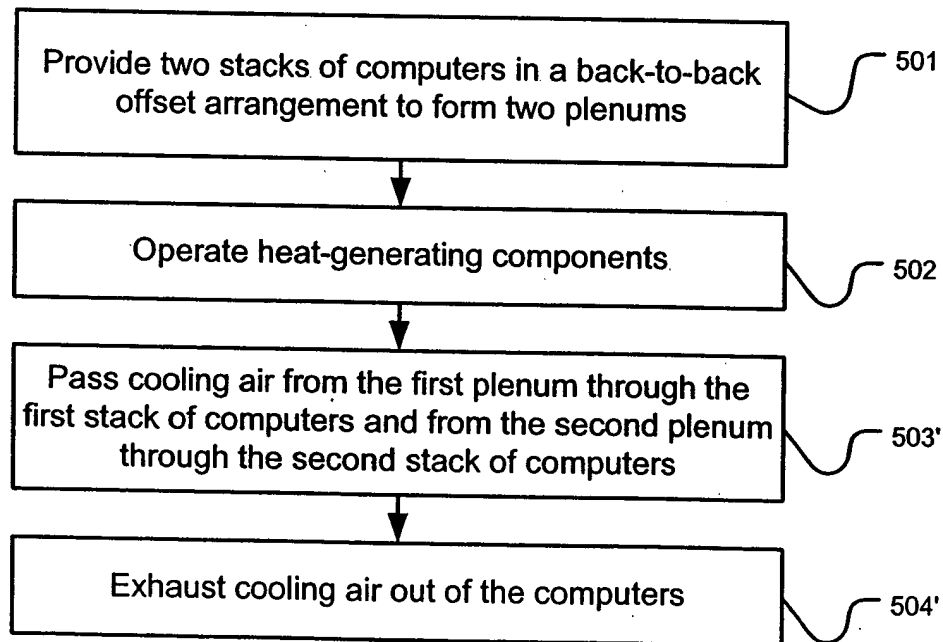 Provide two stacks of computers in a back-to-back
offset arrangement to form two plenums
501
Operate heat-generating components
502
Pass cooling air from the first plenum through the
first stack of computers and from the second plenum
through the second stack of computers
503'
Exhaust cooling air out of the computers
504'